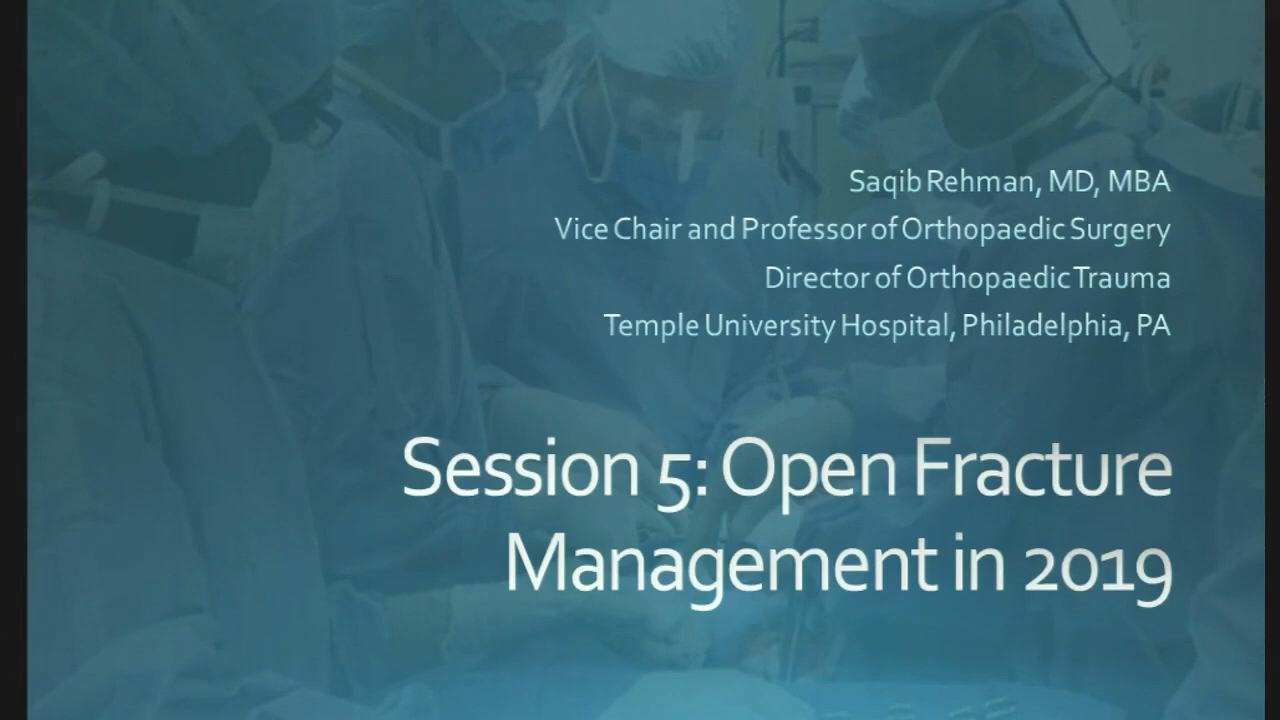 Saqib Rehman, MD, MBA
Vice Chair and Professor of Orthopaedic Surgery
Director of Orthopaedic Trauma
Temple University Hospital, Philadelphia, PA
Session 5: Open Fracture
Management in 2019